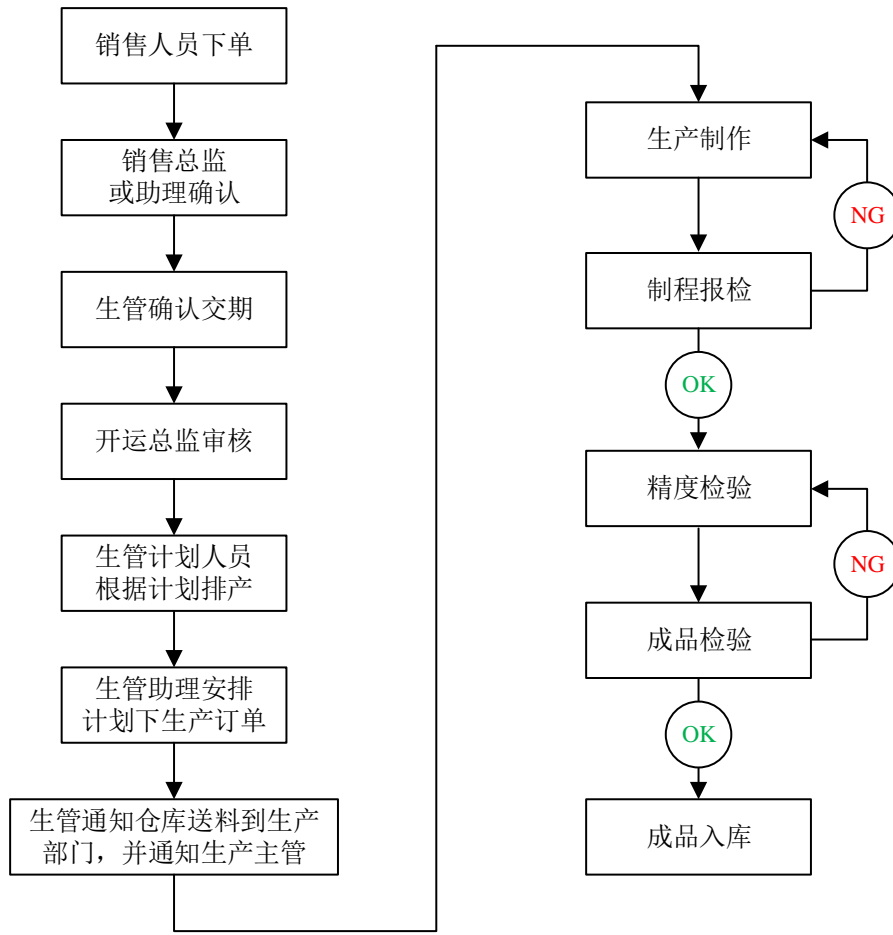 销售人员下单
销售总监
或助理确认
生管确认交期
开运总监审核
生管计划人员
根据计划排产
生管助理安排
计划下生产订单
生管通知仓库送料到生产
部门，并通知生产主管
生产制作
NG
制程报检
OK
精度检验
NG
成品检验
OK
成品入库